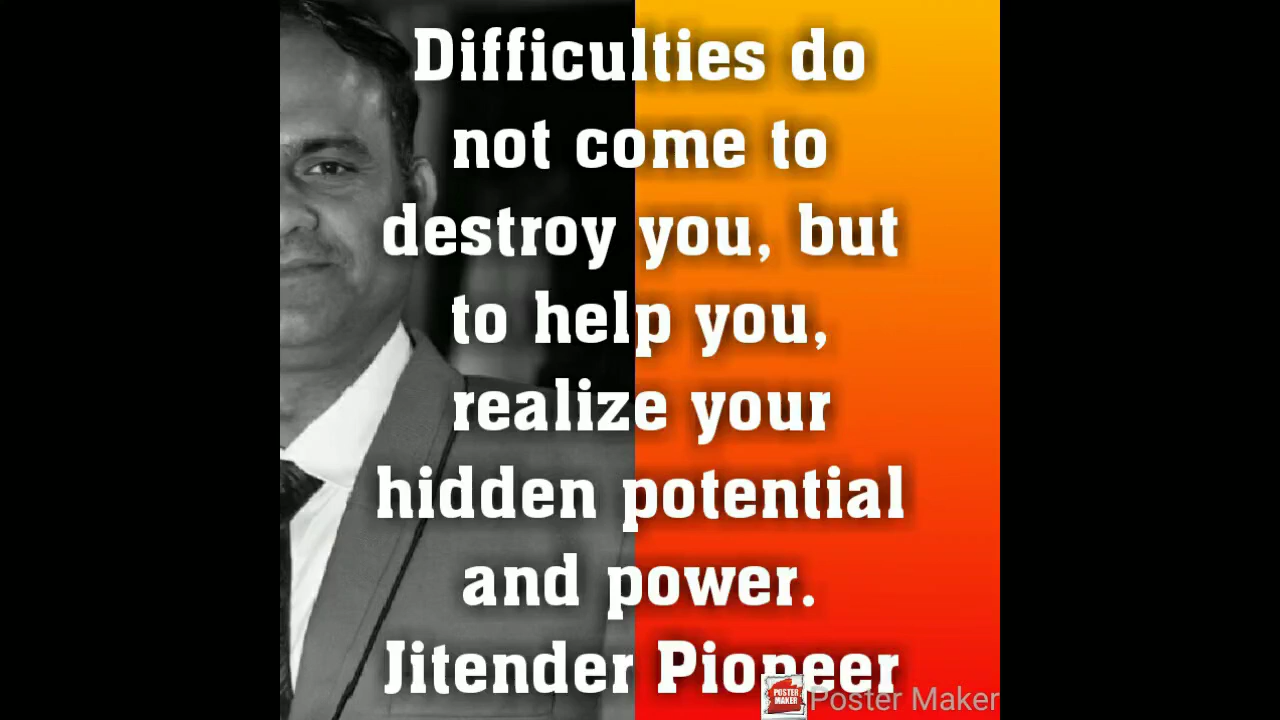 Difficulties do
not come to
destroy you, but
to help you,
realize your
hidden potential
and power.
Jitender Pioneer
POSTER
MAKER
Poster Maker